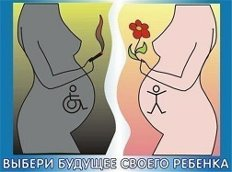 ВЫБЕРИ БУДУЩЕЕ СВОЕГО РЕБЕНКА